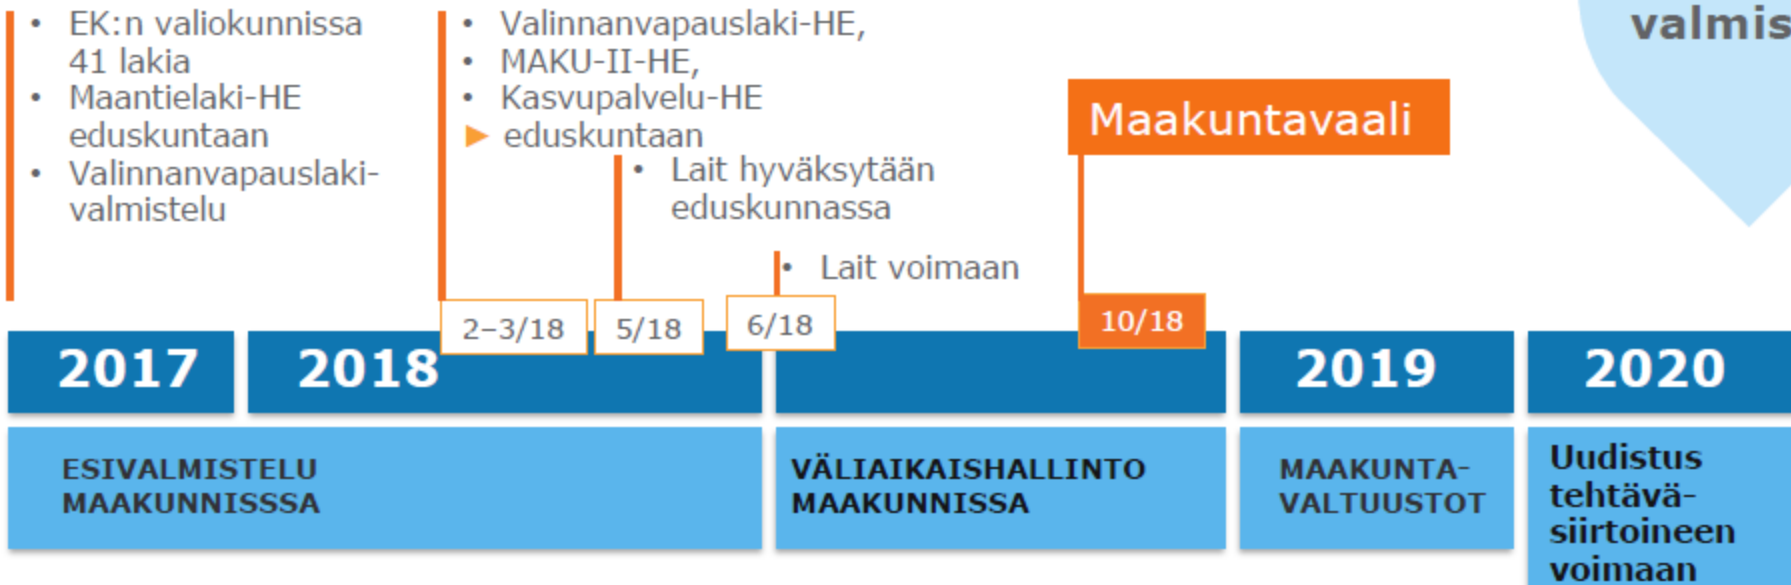 • EK:n valiokunnissa
41 lakia
• Maantielaki-HE
eduskuntaan
• Valinnanvapauslaki-
valmistelu
• Valinnanvapauslaki-HE,
• MAKU-II-HE,
• Kasvupalvelu-HE
► eduskuntaan
• Lait hyväksytään
eduskunnassa
• Lait voimaan
Maakuntavaali
valmis
2–3/18
5/18
6/18
10/18
2017
2018
2019
2020
ESIVALMISTELU
MAAKUNNISSSA
VÄLIAIKAISHALLINTO
MAAKUNNISSA
MAAKUNTA-
VALTUUSTOT
Uudistus
tehtävä-
siirtoineen
voimaan